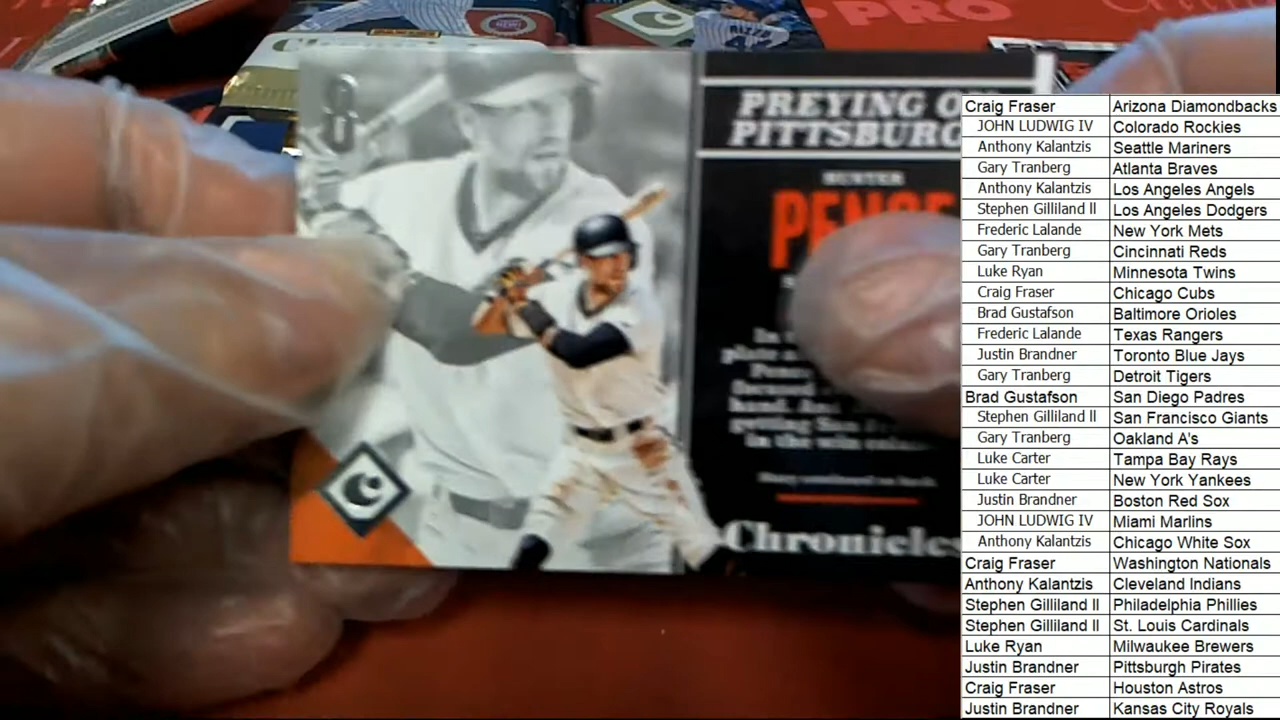 PRO
PREYING O
PITTSBURG
HUNTER
PENCE
Chronicles
Craig Fraser Arizona Diamondbacks
JOHN LUDWIG IV Colorado Rockies
Anthony Kalantzis Seattle Mariners
Gary Tranberg Atlanta Braves
Anthony Kalantzis Los Angeles Angels
Stephen Gilliland ll Los Angeles Dodgers
Frederic Lalande New York Mets
Gary Tranberg Cincinnati Reds
Luke Ryan Minnesota Twins
Craig Fraser Chicago Cubs
Brad Gustafson Baltimore Orioles
Frederic Lalande Texas Rangers
Justin Brandner Toronto Blue Jays
Gary Tranberg Detroit Tigers
Brad Gustafson San Diego Padres
Stephen Gilliland ll San Francisco Giants
Gary Tranberg Oakland A's
Luke Carter Tampa Bay Rays
Luke Carter New York Yankees
Justin Brandner Boston Red Sox
JOHN LUDWIG IV Miami Marlins
Anthony Kalantzis Chicago White Sox
Craig Fraser Washington Nationals
Anthony Kalantzis Cleveland Indians
Stephen Gilliland ll Philadelphia Phillies
Stephen Gilliland ll St. Louis Cardinals
Luke Ryan Milwaukee Brewers
Justin Brandner Pittsburgh Pirates
Craig Fraser Houston Astros
Justin Brandner Kansas City Royals